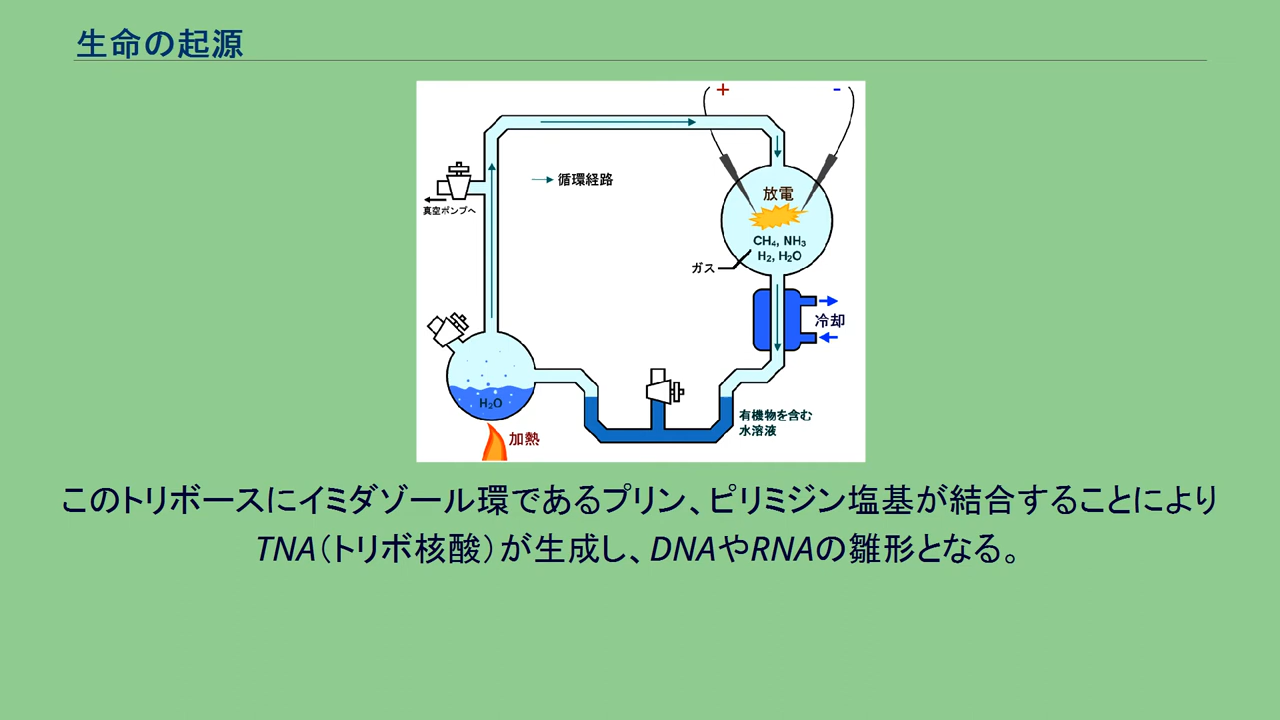 生命の起源
+
-
循環経路
真空ポンプへ
放電
CH₄, NH₃
H₂, H₂O
ガス
冷却
H₂O
加熱
有機物を含む
水溶液
このトリボースにイミダゾール環であるプリン、ピリミジン塩基が結合することにより
TNA（トリボ核酸）が生成し、DNAやRNAの雛形となる。